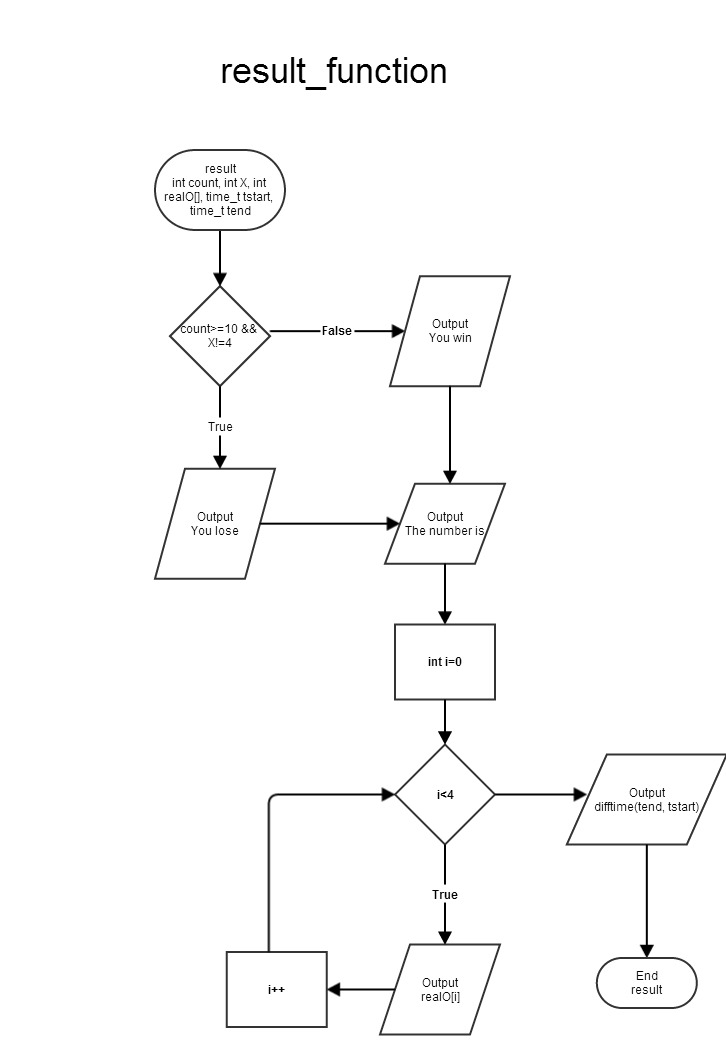 result_function
result
int count, int X, int
realO[], time_t tstart,
time_t tend
count>=10 &&
X!=4
False
Output
You win
True
Output
You lose
Output
The number is
int i=0
i<4
Output
difftime(tend, tstart)
True
Output
realO[i]
i++
End
result